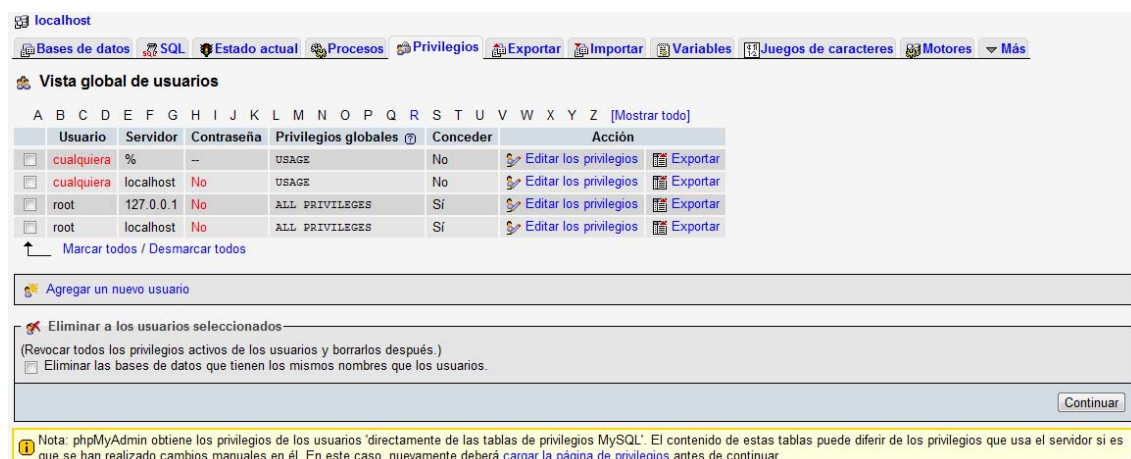 localhost
Bases de datos SQL Estado actual Procesos Privilegios Exportar Importar Variables Juegos de caracteres Motores Más
Vista global de usuarios
A B C D E F G H I J K L M N O P Q R S T U V W X Y Z [Mostrar todo]
Usuario Servidor Contraseña Privilegios globales Conceder Acción
cualquiera % -- USAGE No Editar los privilegios Exportar
cualquiera localhost No USAGE No Editar los privilegios Exportar
root 127.0.0.1 No ALL PRIVILEGES Sí Editar los privilegios Exportar
root localhost No ALL PRIVILEGES Sí Editar los privilegios Exportar
Marcar todos / Desmarcar todos
Agregar un nuevo usuario
Eliminar a los usuarios seleccionados
(Revocar todos los privilegios activos de los usuarios y borrarlos después.)
Eliminar las bases de datos que tienen los mismos nombres que los usuarios.
Continuar
Nota: phpMyAdmin obtiene los privilegios de los usuarios 'directamente de las tablas de privilegios MySQL'. El contenido de estas tablas puede diferir de los privilegios que usa el servidor si es
que se han realizado cambios manuales en él. En este caso, nuevamente deberá cargar la página de privilegios antes de continuar